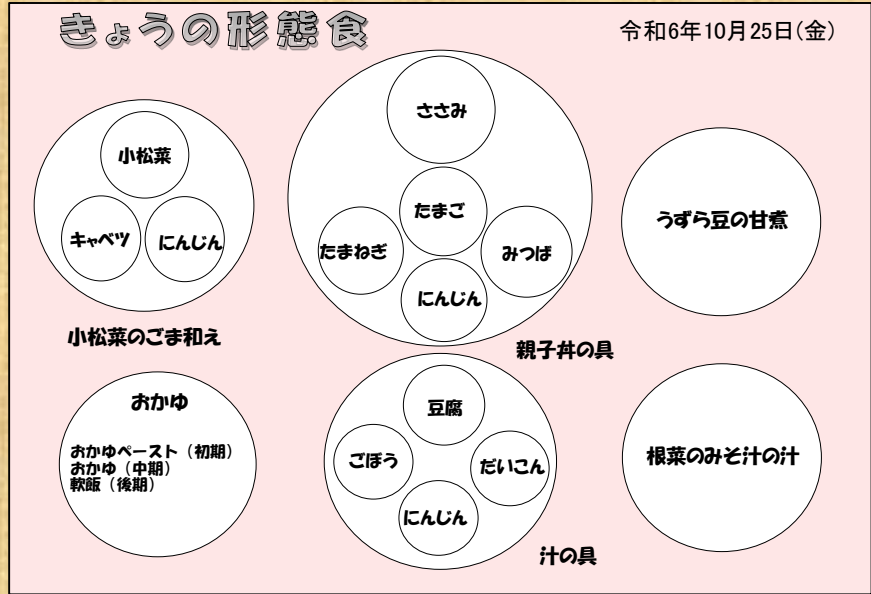 きょうの形態食
令和6年10月25日(金)
小松菜
キャベツ
にんじん
小松菜のごま和え
ささみ
たまご
たまねぎ
みつば
にんじん
親子丼の具
うずら豆の甘煮
おかゆ
おかゆペースト（初期）
おかゆ（中期）
軟飯（後期）
豆腐
ごぼう
だいこん
にんじん
汁の具
根菜のみそ汁の汁